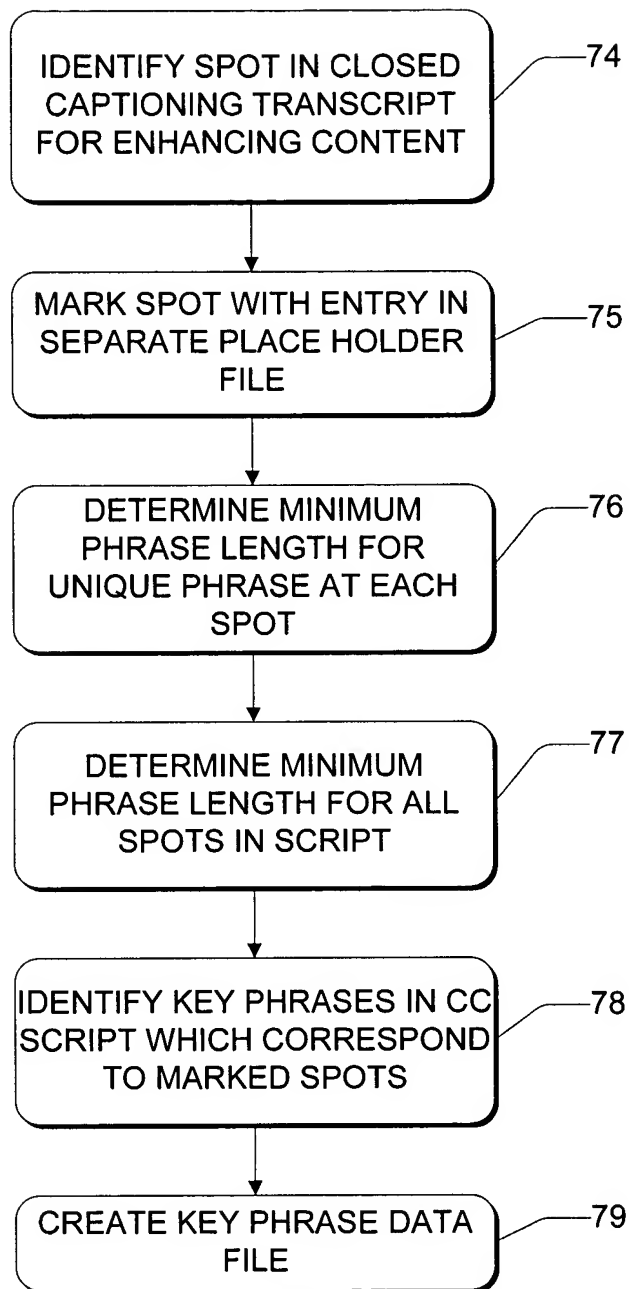 IDENTIFY SPOT IN CLOSED
CAPTIONING TRANSCRIPT
FOR ENHANCING CONTENT
74
MARK SPOT WITH ENTRY IN
SEPARATE PLACE HOLDER
FILE
75
DETERMINE MINIMUM
PHRASE LENGTH FOR
UNIQUE PHRASE AT EACH
SPOT
76
DETERMINE MINIMUM
PHRASE LENGTH FOR ALL
SPOTS IN SCRIPT
77
IDENTIFY KEY PHRASES IN CC
SCRIPT WHICH CORRESPOND
TO MARKED SPOTS
78
CREATE KEY PHRASE DATA
FILE
79